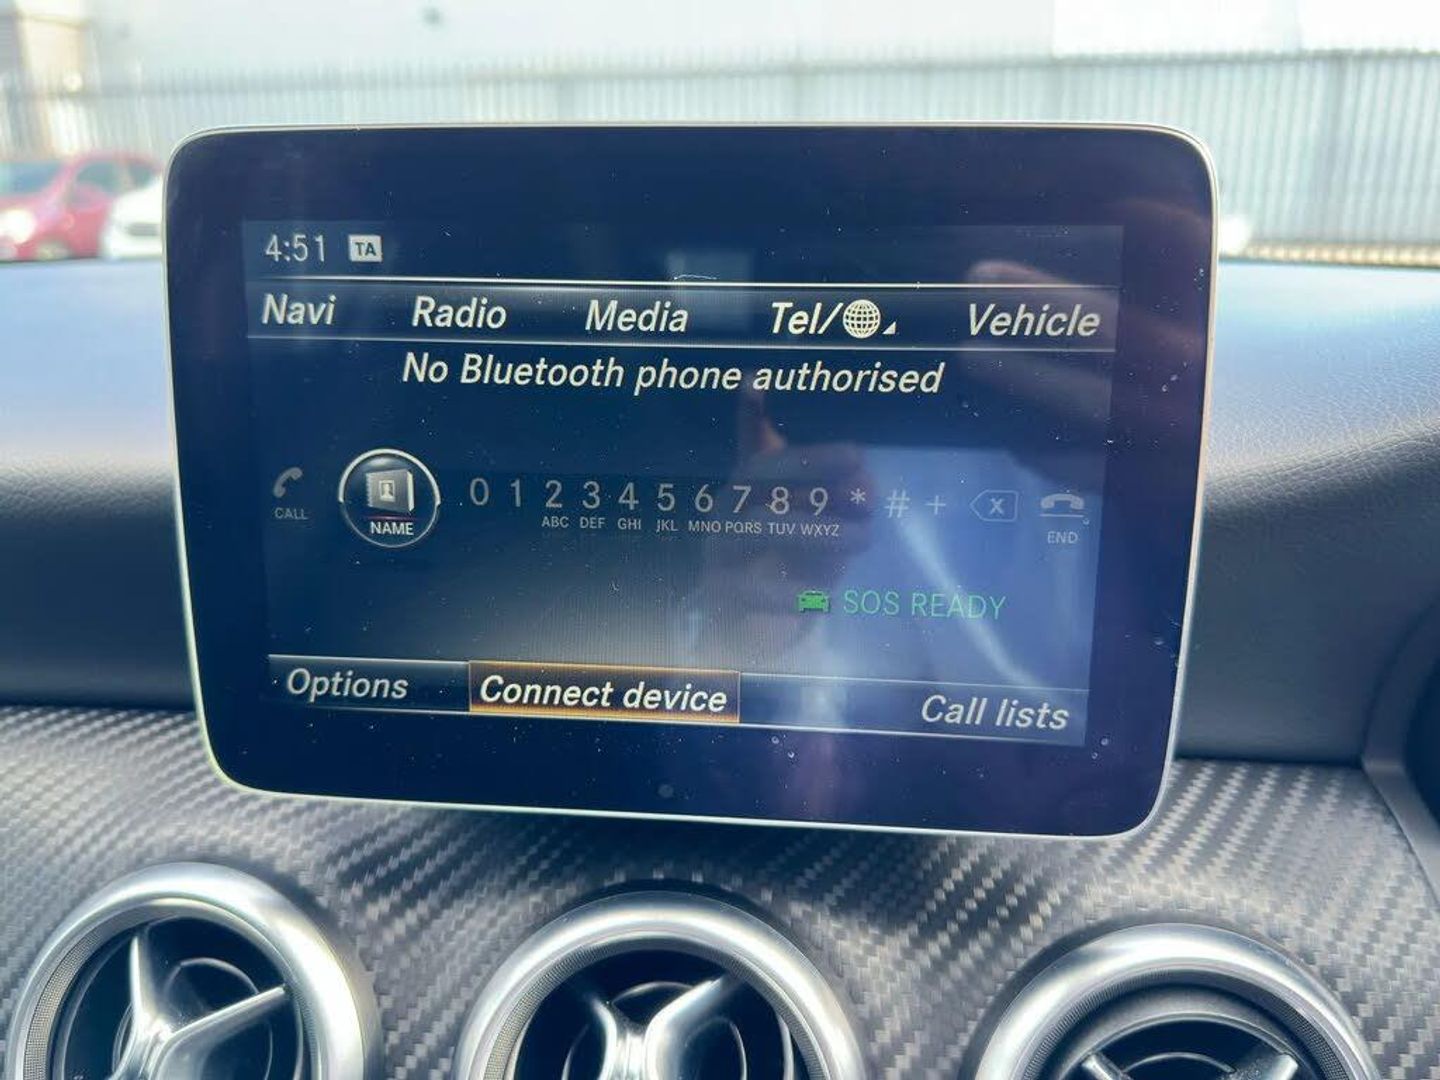 4:51 TA
Navi Radio Media Tel/ Vehicle
No Bluetooth phone authorised
0 1 2 3 4 5 6 7 8 9 * # + x
CALL NAME ABC DEF GHI JKL MNO PQRS TUV WXYZ END
SOS READY
Options Connect device Call lists